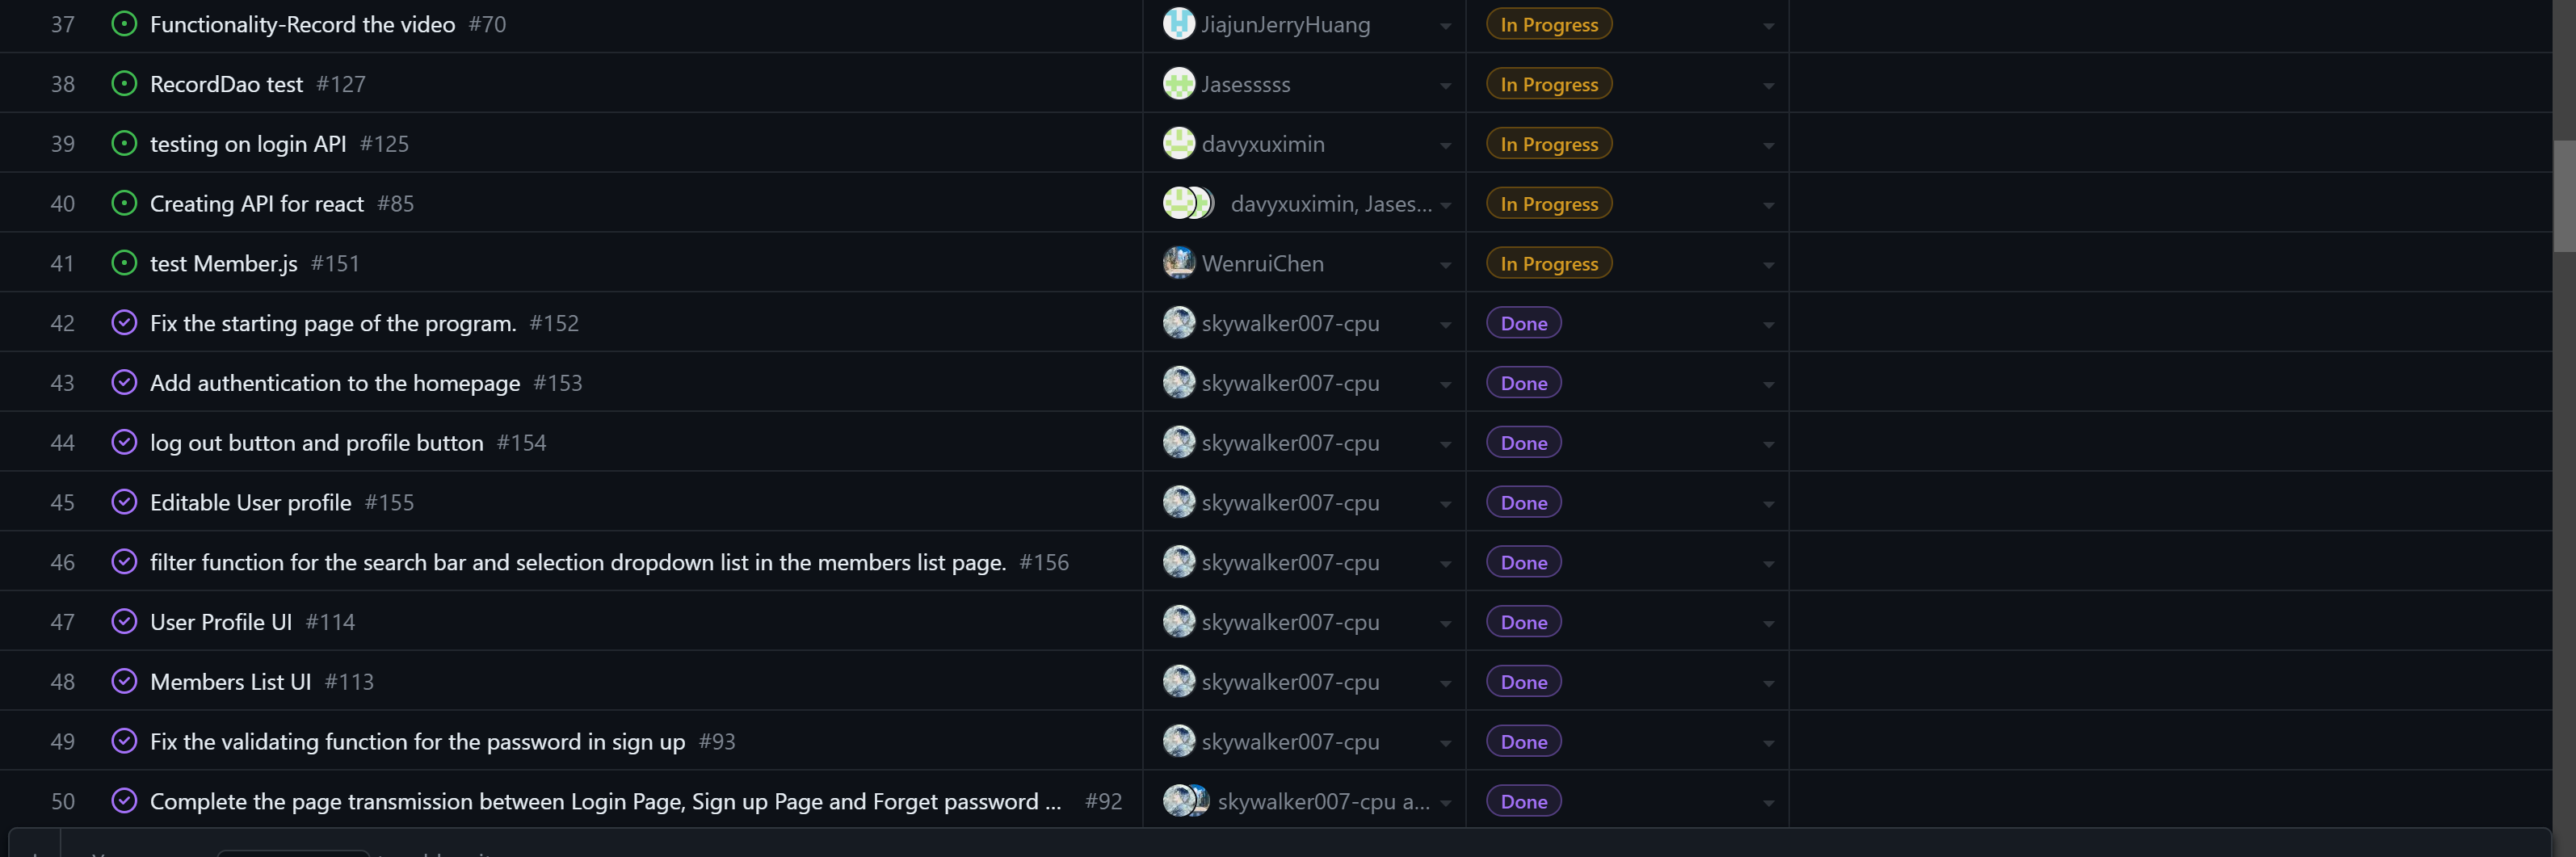 37 Functionality-Record the video #70 JiajunJerryHuang In Progress
38 RecordDao test #127 Jasesssss In Progress
39 testing on login API #125 davyxuximin In Progress
40 Creating API for react #85 davyxuximin, Jases... In Progress
41 test Member.js #151 WenruiChen In Progress
42 Fix the starting page of the program. #152 skywalker007-cpu Done
43 Add authentication to the homepage #153 skywalker007-cpu Done
44 log out button and profile button #154 skywalker007-cpu Done
45 Editable User profile #155 skywalker007-cpu Done
46 filter function for the search bar and selection dropdown list in the members list page. #156 skywalker007-cpu Done
47 User Profile UI #114 skywalker007-cpu Done
48 Members List UI #113 skywalker007-cpu Done
49 Fix the validating function for the password in sign up #93 skywalker007-cpu Done
50 Complete the page transmission between Login Page, Sign up Page and Forget password ... #92 skywalker007-cpu a... Done